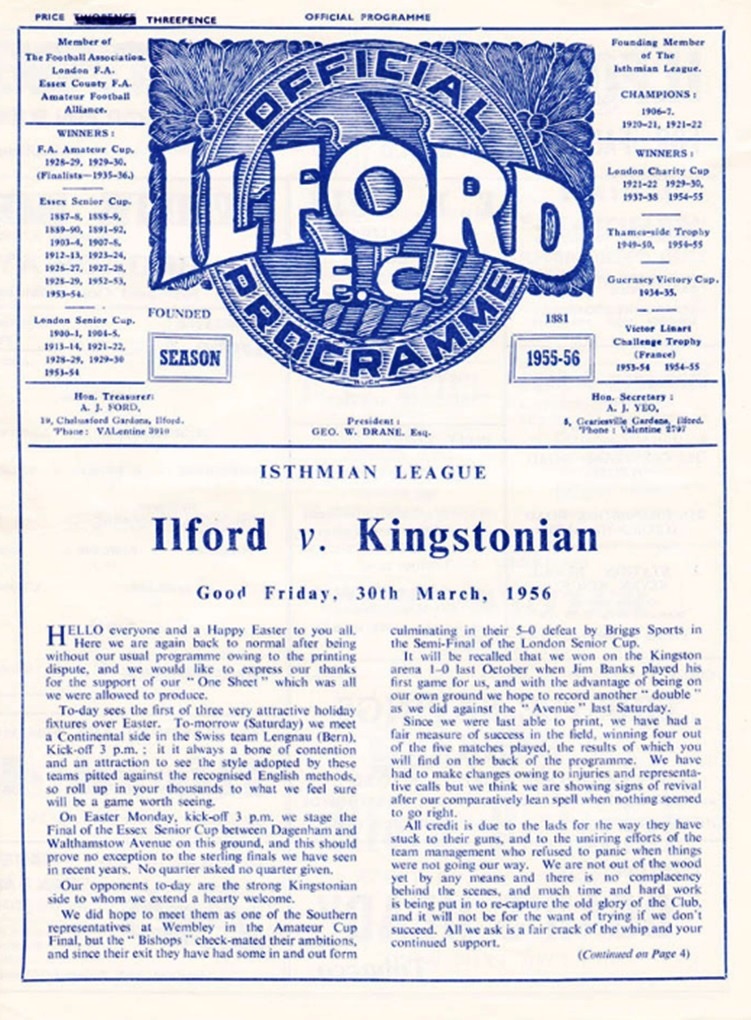 PRICE TWOPENCE THREEPENCE
OFFICIAL PROGRAMME
Member of
The Football Association.
London F.A.
Essex County F.A.
Amateur Football
Alliance.
WINNERS :
F.A. Amateur Cup.
1928-29, 1929-30.
(Finalists—1935-36.)
Essex Senior Cup.
1887-8, 1888-9,
1889-90, 1891-92,
1903-4, 1907-8,
1912-13, 1923-24,
1926-27, 1927-28,
1928-29, 1952-53,
1953-54.
London Senior Cup.
1900-1, 1904-5,
1913-14, 1921-22,
1928-29, 1929-30
1953-54
Hon. Treasurer:
A. J. FORD,
19, Chelmsford Gardens, Ilford.
'Phone : VALentine 3910
OFFICIAL
ILFORD
F.C
PROGRAMME
FOUNDED
1881
SEASON
1955-56
President :
GEO. W. DRANE, Esq.
Founding Member
of The
Isthmian League.
CHAMPIONS :
1906-7.
1920-21, 1921-22
WINNERS :
London Charity Cup
1921-22 1929-30,
1937-38 1954-55
Thames-side Trophy
1949-50, 1954-55
Guernsey Victory Cup.
1934-35.
Victor Linart
Challenge Trophy
(France)
1953-54 1954-55
Hon. Secretary :
A. J. YEO,
8, Geariesville Gardens, Ilford.
'Phone : Valentine 2797
ISTHMIAN LEAGUE
Ilford v. Kingstonian
Good Friday, 30th March, 1956
HELLO everyone and a Happy Easter to you all.
Here we are again back to normal after being
without our usual programme owing to the printing
dispute, and we would like to express our thanks
for the support of our " One Sheet " which was all
we were allowed to produce.
To-day sees the first of three very attractive holiday
fixtures over Easter. To-morrow (Saturday) we meet
a Continental side in the Swiss team Lengnau (Bern),
Kick-off 3 p.m. ; it it always a bone of contention
and an attraction to see the style adopted by these
teams pitted against the recognised English methods,
so roll up in your thousands to what we feel sure
will be a game worth seeing.
On Easter Monday, kick-off 3 p.m. we stage the
Final of the Essex Senior Cup between Dagenham and
Walthamstow Avenue on this ground, and this should
prove no exception to the sterling finals we have seen
in recent years. No quarter asked no quarter given.
Our opponents to-day are the strong Kingstonian
side to whom we extend a hearty welcome.
We did hope to meet them as one of the Southern
representatives at Wembley in the Amateur Cup
Final, but the " Bishops " check-mated their ambitions,
and since their exit they have had some in and out form
culminating in their 5-0 defeat by Briggs Sports in
the Semi-Final of the London Senior Cup.
It will be recalled that we won on the Kingston
arena 1-0 last October when Jim Banks played his
first game for us, and with the advantage of being on
our own ground we hope to record another " double "
as we did against the " Avenue " last Saturday.
Since we were last able to print, we have had a
fair measure of success in the field, winning four out
of the five matches played, the results of which you
will find on the back of the programme. We have
had to make changes owing to injuries and representa-
tive calls but we think we are showing signs of revival
after our comparatively lean spell when nothing seemed
to go right.
All credit is due to the lads for the way they have
stuck to their guns, and to the untiring efforts of the
team management who refused to panic when things
were not going our way. We are not out of the wood
yet by any means and there is no complacency
behind the scenes, and much time and hard work
is being put in to re-capture the old glory of the Club,
and it will not be for the want of trying if we don't
succeed. All we ask is a fair crack of the whip and your
continued support.
(Continued on Page 4)